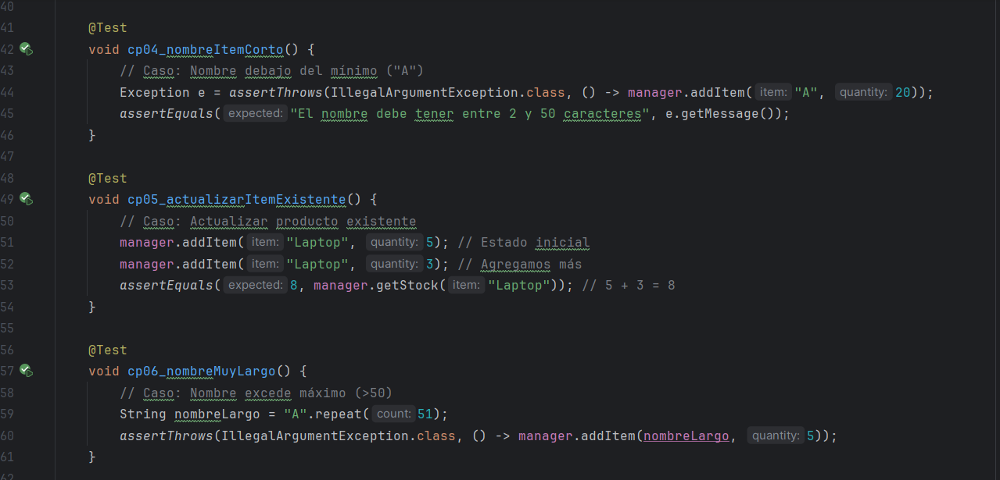 40
41 @Test
42 void cp04_nombreItemCorto() {
43 // Caso: Nombre debajo del mínimo ("A")
44 Exception e = assertThrows(IllegalArgumentException.class, () -> manager.addItem( item: "A", quantity: 20));
45 assertEquals( expected: "El nombre debe tener entre 2 y 50 caracteres", e.getMessage());
46 }
47
48 @Test
49 void cp05_actualizarItemExistente() {
50 // Caso: Actualizar producto existente
51 manager.addItem( item: "Laptop", quantity: 5); // Estado inicial
52 manager.addItem( item: "Laptop", quantity: 3); // Agregamos más
53 assertEquals( expected: 8, manager.getStock( item: "Laptop")); // 5 + 3 = 8
54 }
55
56 @Test
57 void cp06_nombreMuyLargo() {
58 // Caso: Nombre excede máximo (>50)
59 String nombreLargo = "A".repeat( count: 51);
60 assertThrows(IllegalArgumentException.class, () -> manager.addItem(nombreLargo, quantity: 5));
61 }
62